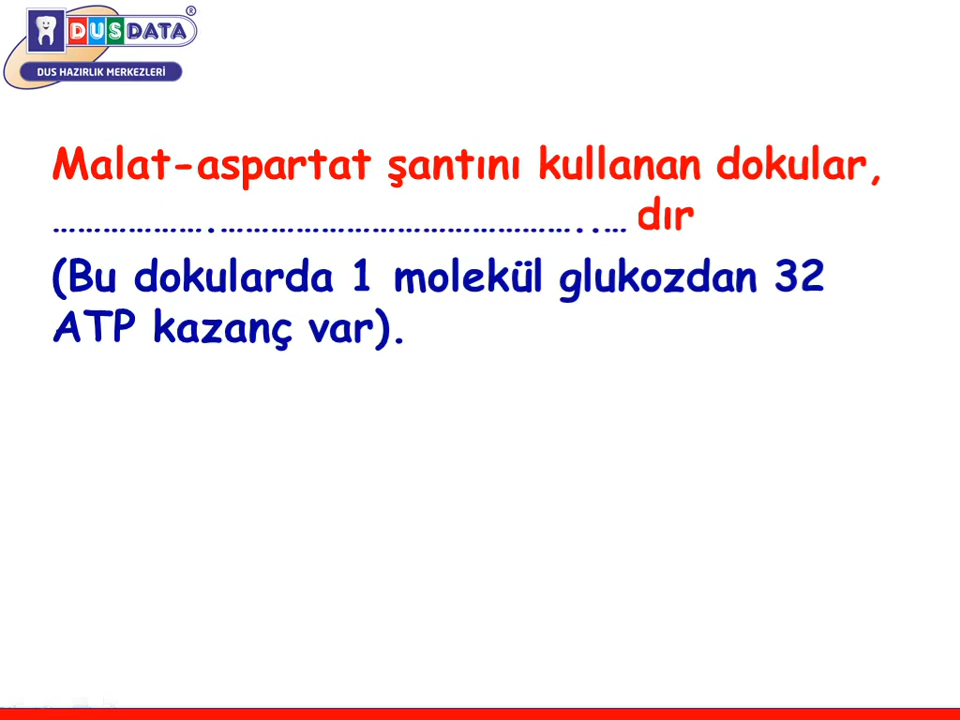 DUSDATA®
DUS HAZIRLIK MERKEZLERİ
Malat-aspartat şantını kullanan dokular,
……………….……………………………………..… dır
(Bu dokularda 1 molekül glukozdan 32
ATP kazanç var).